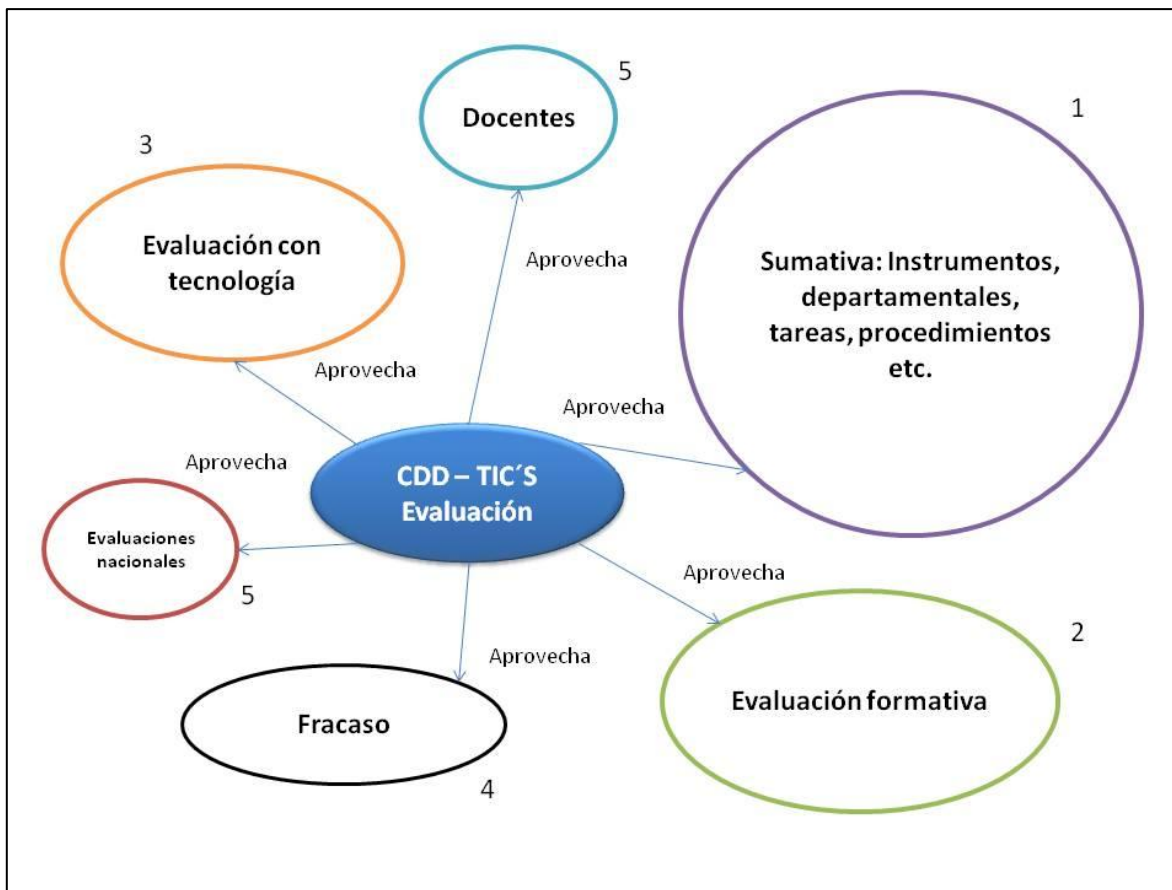 5
Docentes
1
3
Evaluación con
tecnología
Aprovecha
Sumativa: Instrumentos,
departamentales,
tareas, procedimientos
etc.
Aprovecha
Aprovecha
Aprovecha
CDD – TIC´S
Evaluación
Evaluaciones
nacionales
5
Aprovecha
2
Aprovecha
Evaluación formativa
Fracaso
4